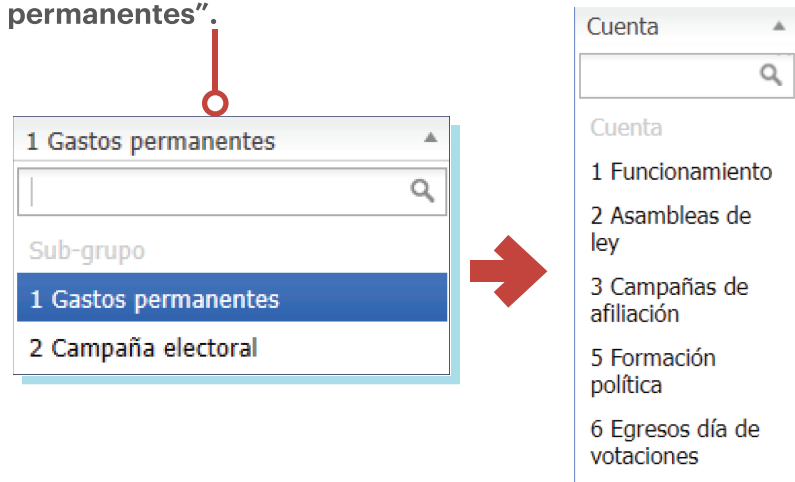 permanentes”.
1 Gastos permanentes
Sub-grupo
1 Gastos permanentes
2 Campaña electoral
Cuenta
Cuenta
1 Funcionamiento
2 Asambleas de
ley
3 Campañas de
afiliación
5 Formación
política
6 Egresos día de
votaciones